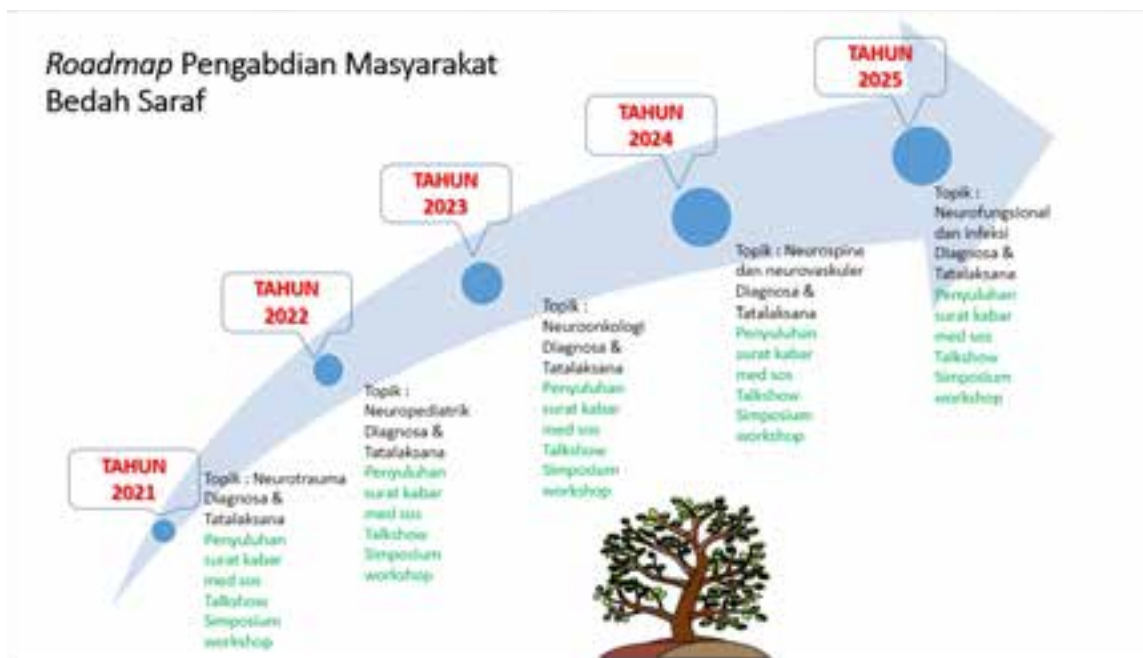 Roadmap Pengabdian Masyarakat
Bedah Saraf
TAHUN
2021
Topik : Neurotrauma
Diagnosa &
Tatalaksana
Penyuluhan
surat kabar
med sos
Talkshow
Simposium
workshop
TAHUN
2022
Topik :
Neuropediatrik
Diagnosa &
Tatalaksana
Penyuluhan
surat kabar
med sos
Talkshow
Simposium
workshop
TAHUN
2023
Topik :
Neuroonkologi
Diagnosa &
Tatalaksana
Penyuluhan
surat kabar
med sos
Talkshow
Simposium
workshop
TAHUN
2024
Topik : Neurospine
dan neurovaskuler
Diagnosa &
Tatalaksana
Penyuluhan
surat kabar
med sos
Talkshow
Simposium
workshop
TAHUN
2025
Topik :
Neurofungsional
dan infeksi
Diagnosa &
Tatalaksana
Penyuluhan
surat kabar
med sos
Talkshow
Simposium
workshop